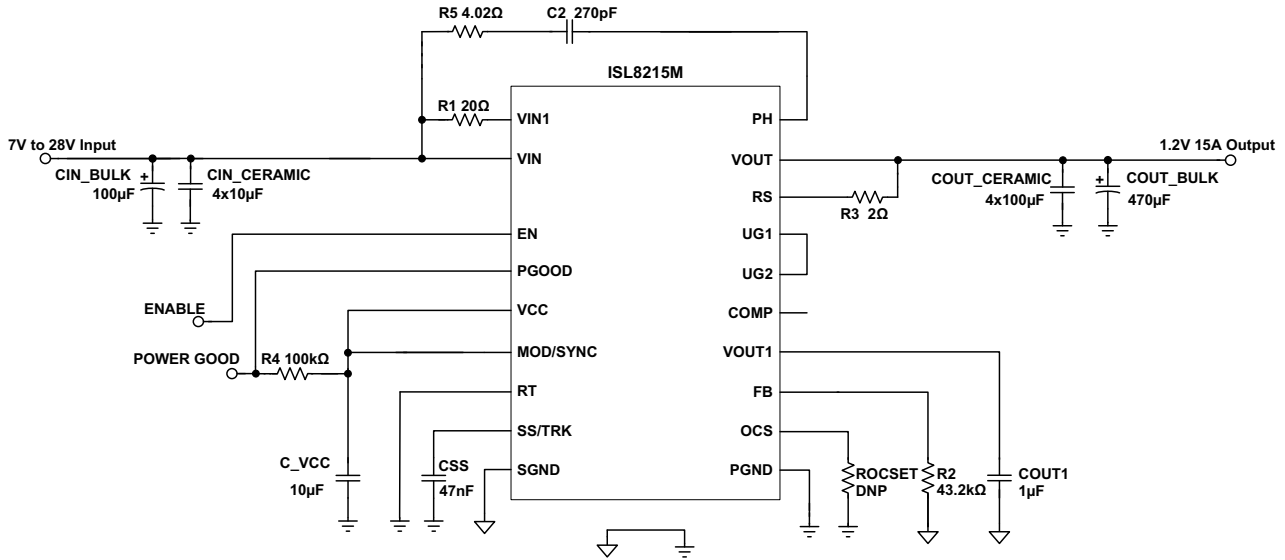 R5 4.02Ω
C2 270pF
ISL8215M
R1 20Ω
VIN1
PH
7V to 28V Input
VIN
VOUT
1.2V 15A Output
CIN_BULK
+
100µF
CIN_CERAMIC
4x10µF
RS
R3 2Ω
COUT_CERAMIC
4x100µF
+
COUT_BULK
470µF
EN
UG1
PGOOD
UG2
ENABLE
VCC
COMP
POWER GOOD
R4 100kΩ
MOD/SYNC
VOUT1
RT
FB
SS/TRK
OCS
C_VCC
10µF
CSS
47nF
SGND
PGND
ROCSET
DNP
R2
43.2kΩ
COUT1
1µF